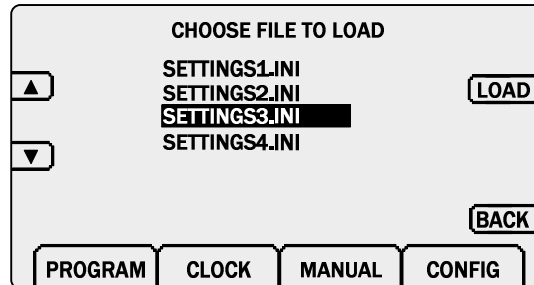 CHOOSE FILE TO LOAD
SETTINGS1.INI
SETTINGS2.INI
LOAD
SETTINGS3.INI
SETTINGS4.INI
BACK
PROGRAM CLOCK MANUAL CONFIG